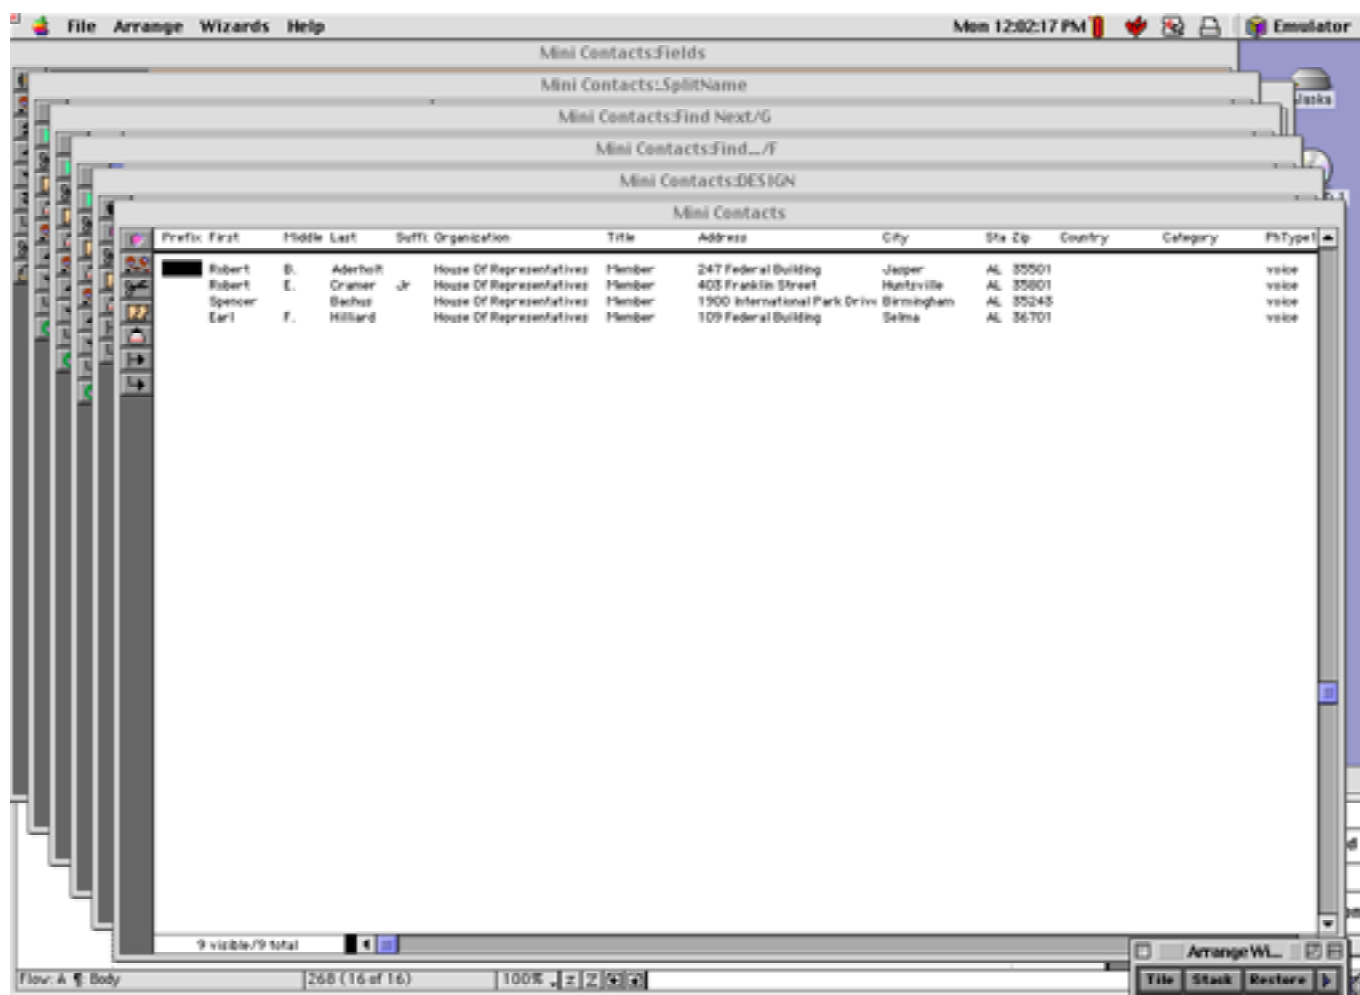 File Arrange Wizards Help Mon 12:02:17 PM Emulator
Mini Contacts:Fields
Mini Contacts:.SplitName
Mini Contacts:Find Next/G
Mini Contacts:Find.../F
Mini Contacts:DESIGN
Mini Contacts
Prefix First Middle Last Suffi: Organization Title Address City Sta Zip Country Category PhType1
Robert B. Aderholt House Of Representatives Member 247 Federal Building Jasper AL 35501 voice
Robert E. Cramer Jr House Of Representatives Member 403 Franklin Street Huntsville AL 35801 voice
Spencer Bachus House Of Representatives Member 1900 International Park Drive Birmingham AL 35243 voice
Earl F. Hilliard House Of Representatives Member 109 Federal Building Selma AL 36701 voice
9 visible/9 total
Arrange Wi...
Flow: A ¶: Body 268 (16 of 16) 100% z Z
Tile Stack Restore